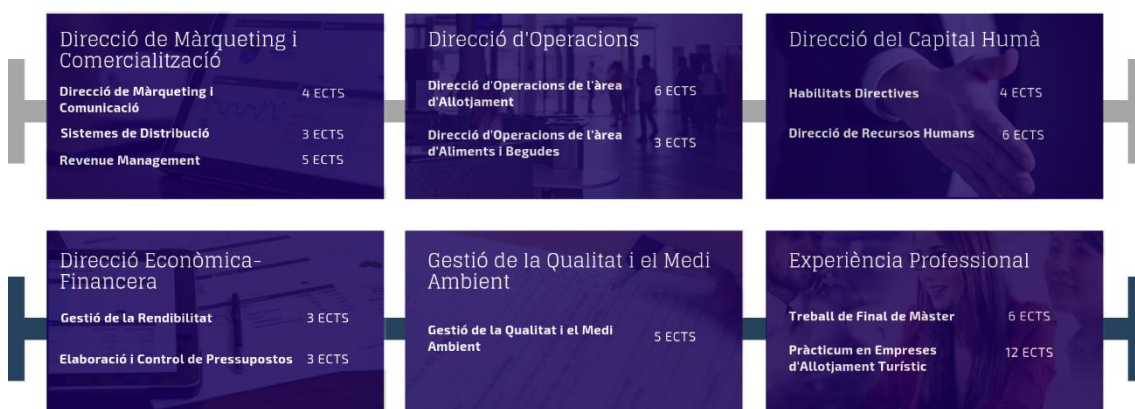 Direcció de Màrqueting i
Comercialització
Direcció de Màrqueting i
Comunicació
4 ECTS
Sistemes de Distribució 3 ECTS
Revenue Management 5 ECTS
Direcció d'Operacions
Direcció d'Operacions de l'àrea
d'Allotjament
6 ECTS
Direcció d'Operacions de l'àrea
d'Aliments i Begudes
3 ECTS
Direcció del Capital Humà
Habilitats Directives 4 ECTS
Direcció de Recursos Humans 6 ECTS
Direcció Econòmica-
Financera
Gestió de la Rendibilitat 3 ECTS
Elaboració i Control de Pressupostos 3 ECTS
Gestió de la Qualitat i el Medi
Ambient
Gestió de la Qualitat i el Medi
Ambient
5 ECTS
Experiència Professional
Treball de Final de Màster 6 ECTS
Pràcticum en Empreses
d'Allotjament Turístic
12 ECTS